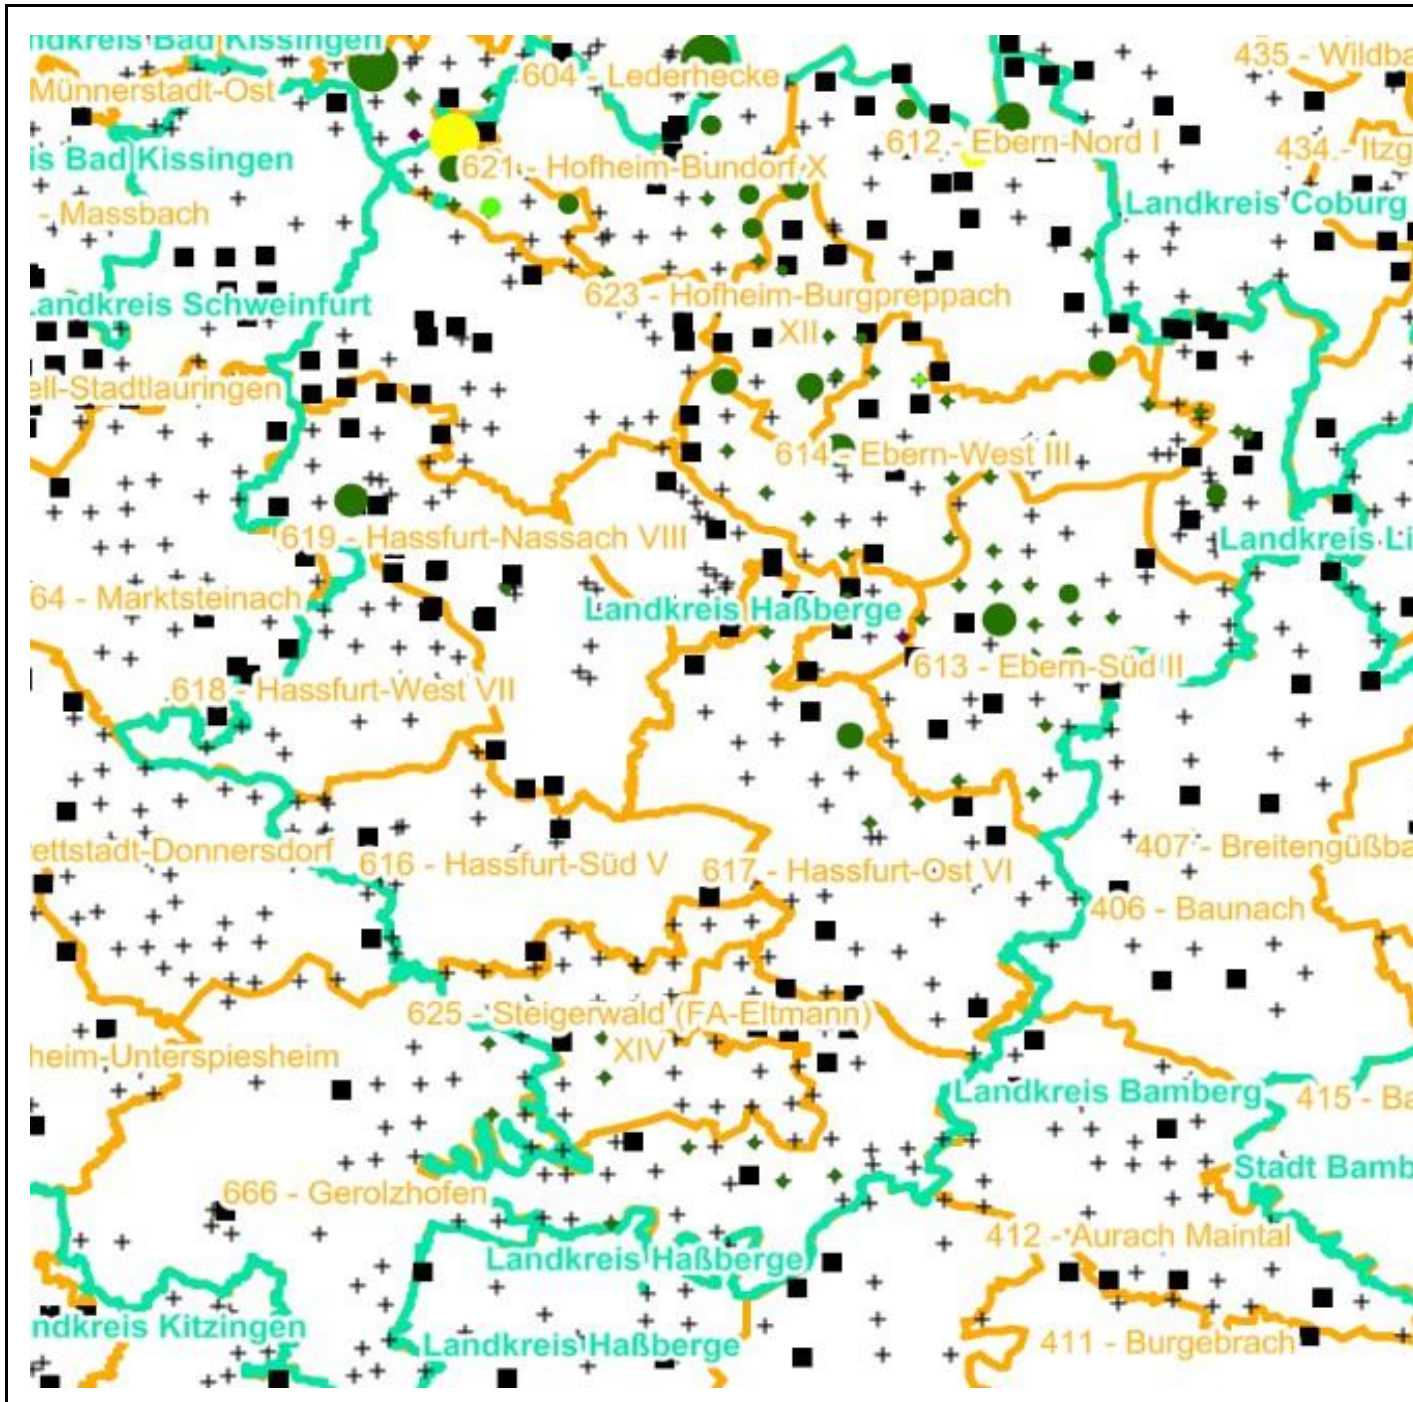 ndkreis Bad Kissingen
435 - Wildba
604 - Lederhecke
Münnerstadt-Ost
612 - Ebern-Nord I
434 - Itzg
is Bad Kissingen
621 - Hofheim-Bundorf X
Landkreis Coburg
- Massbach
623 - Hofheim-Burgpreppach
XII
Landkreis Schweinfurt
ell-Stadtlauringen
614 - Ebern-West III
619 - Hassfurt-Nassach VIII
Landkreis Li
64 - Marktsteinach
Landkreis Haßberge
613 - Ebern-Süd II
618 - Hassfurt-West VII
rettstadt-Donnersdorf
616 - Hassfurt-Süd V
617 - Hassfurt-Ost VI
407 - Breitengüßba
406 - Baunach
625 - Steigerwald (FA-Eltmann)
XIV
heim-Unterspiesheim
Landkreis Bamberg
415 - Ba
Stadt Bamb
666 - Gerolzhofen
412 - Aurach Maintal
Landkreis Haßberge
ndkreis Kitzingen
Landkreis Haßberge
411 - Burgebrach